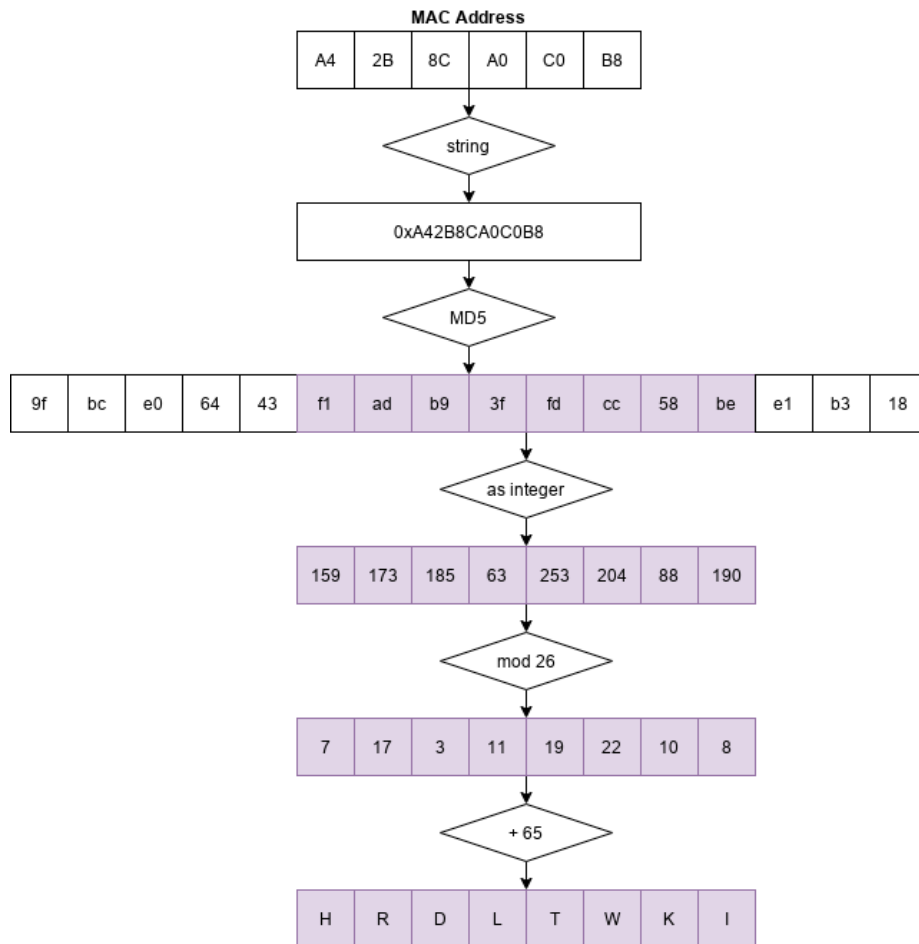 MAC Address
A4 2B 8C A0 C0 B8
string
0xA42B8CA0C0B8
MD5
9f bc e0 64 43 f1 ad b9 3f fd cc 58 be e1 b3 18
as integer
159 173 185 63 253 204 88 190
mod 26
7 17 3 11 19 22 10 8
+ 65
H R D L T W K I